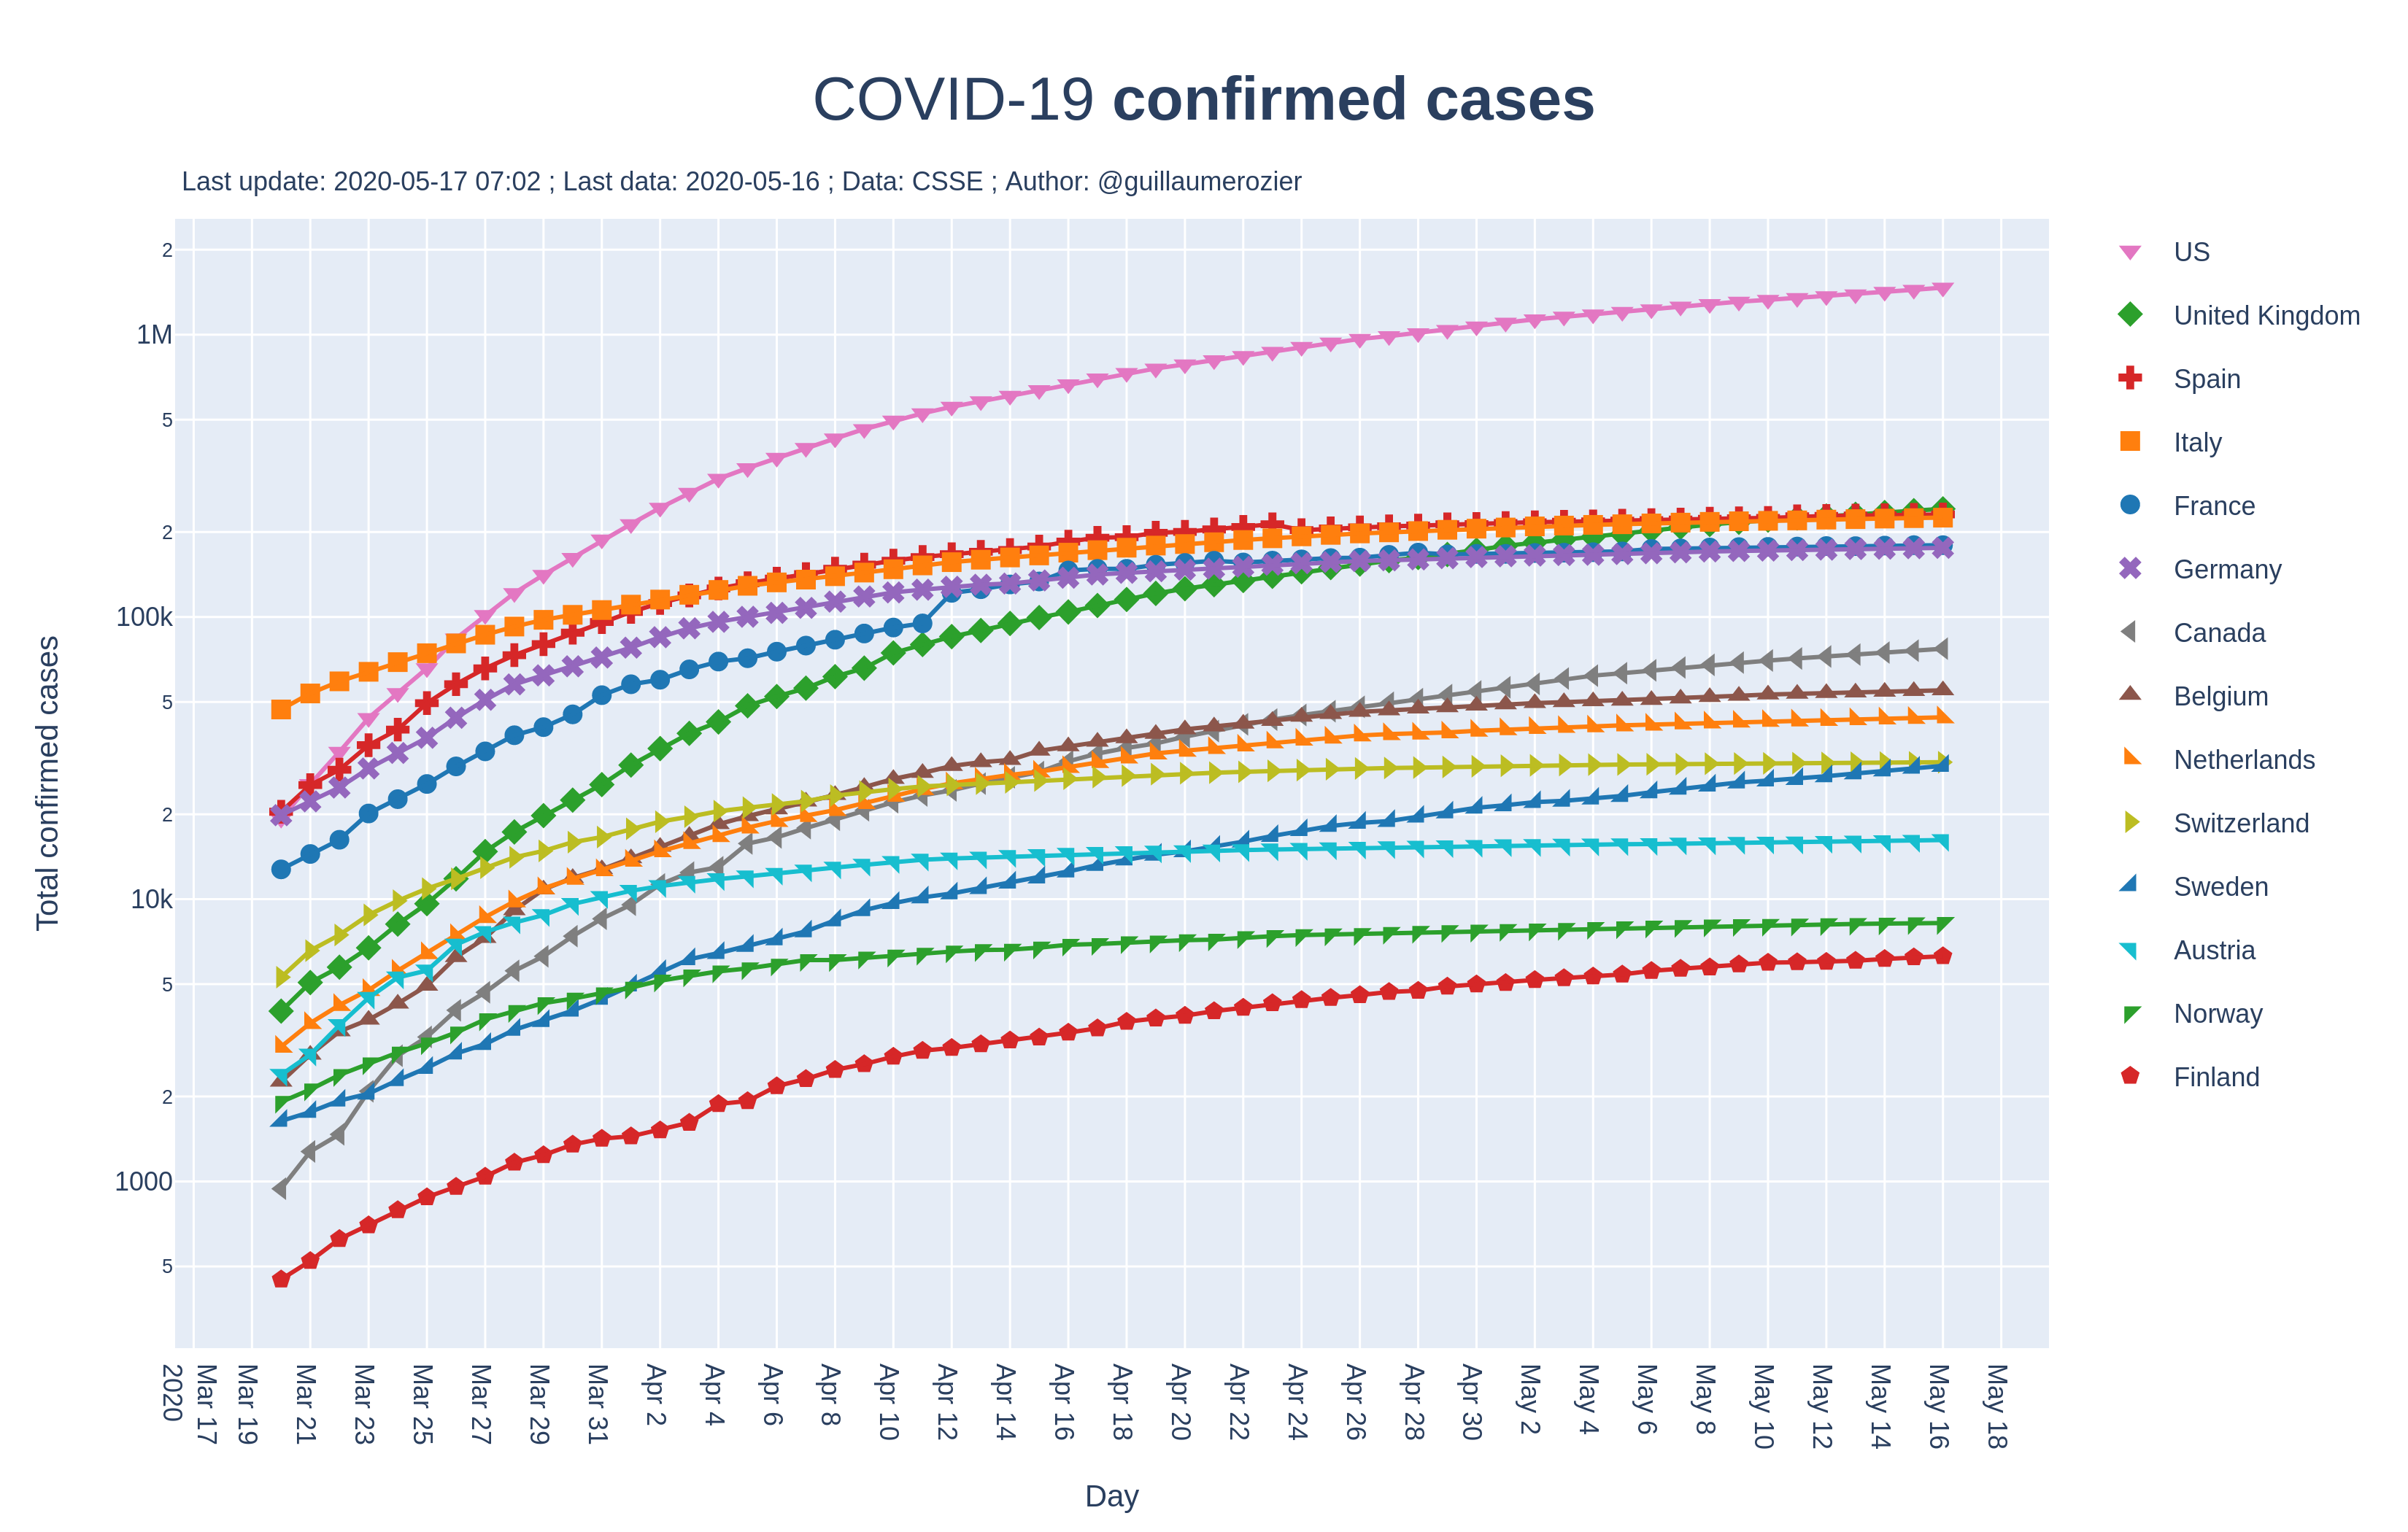 COVID-19 confirmed cases
Last update: 2020-05-17 07:02 ; Last data: 2020-05-16 ; Data: CSSE ; Author: @guillaumerozier
Total confirmed cases
2
1M
5
2
100k
5
2
10k
5
2
1000
5
Mar 17
2020
Mar 19
Mar 21
Mar 23
Mar 25
Mar 27
Mar 29
Mar 31
Apr 2
Apr 4
Apr 6
Apr 8
Apr 10
Apr 12
Apr 14
Apr 16
Apr 18
Apr 20
Apr 22
Apr 24
Apr 26
Apr 28
Apr 30
May 2
May 4
May 6
May 8
May 10
May 12
May 14
May 16
May 18
Day
US
United Kingdom
Spain
Italy
France
Germany
Canada
Belgium
Netherlands
Switzerland
Sweden
Austria
Norway
Finland